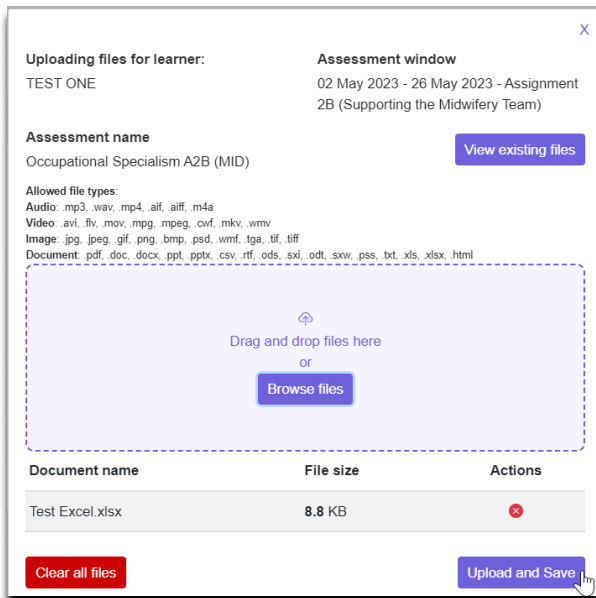 X
Uploading files for learner:
TEST ONE
Assessment window
02 May 2023 - 26 May 2023 - Assignment
2B (Supporting the Midwifery Team)
Assessment name
Occupational Specialism A2B (MID)
View existing files
Allowed file types:
Audio: .mp3, .wav, .mp4, .aif, .aiff, .m4a
Video: .avi, .flv, .mov, .mpg, .mpeg, .cwf, .mkv, .wmv
Image: .jpg, .jpeg, .gif, .png, .bmp, .psd, .wmf, .tga, .tif, .tiff
Document: .pdf, .doc, .docx, .ppt, .pptx, .csv, .rtf, .ods, .sxi, .odt, .sxw, .pss, .txt, .xls, .xlsx, .html
Drag and drop files here
or
Browse files
Document name File size Actions
Test Excel.xlsx 8.8 KB
Clear all files
Upload and Save